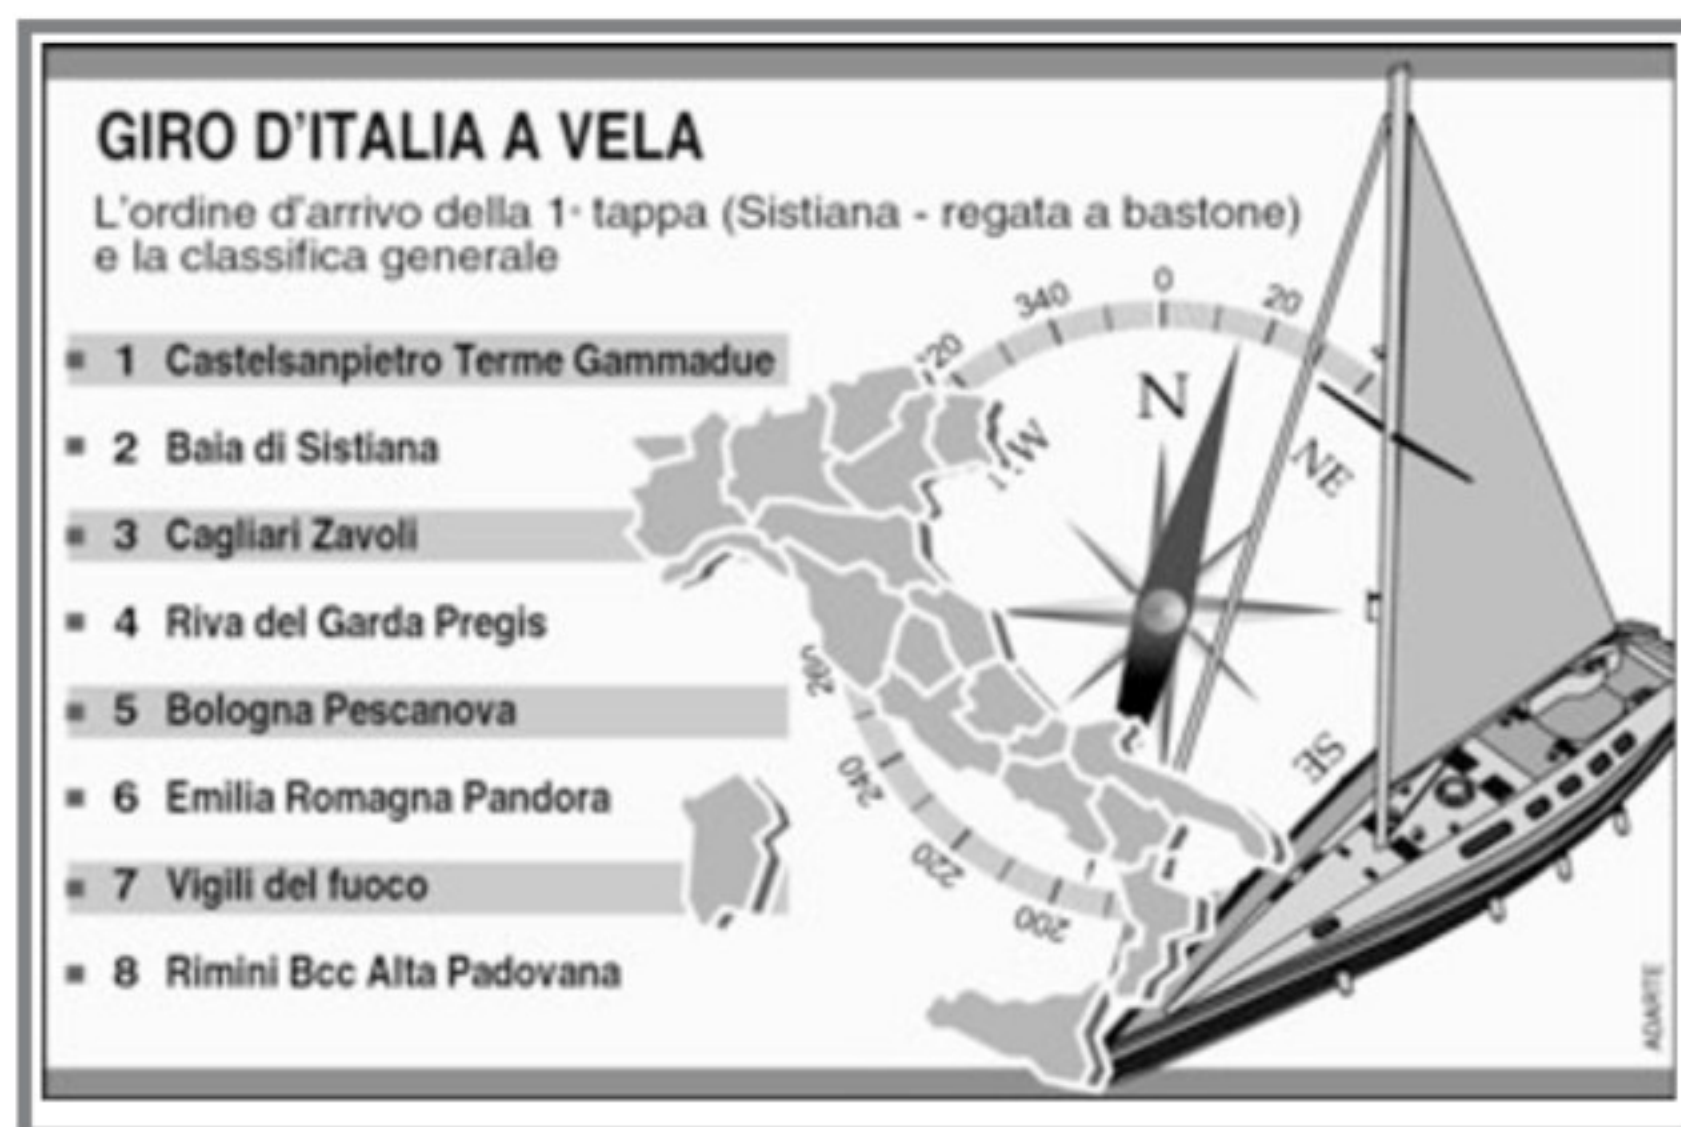 GIRO D'ITALIA A VELA
L'ordine d'arrivo della 1ª tappa (Sistiana - regata a bastone)
e la classifica generale
1 Castelsanpietro Terme Gammadue
2 Baia di Sistiana
3 Cagliari Zavoli
4 Riva del Garda Pregis
5 Bologna Pescanova
6 Emilia Romagna Pandora
7 Vigili del fuoco
8 Rimini Bcc Alta Padovana
340
0
20
N
NE
SE
240
220
200
ADARTE